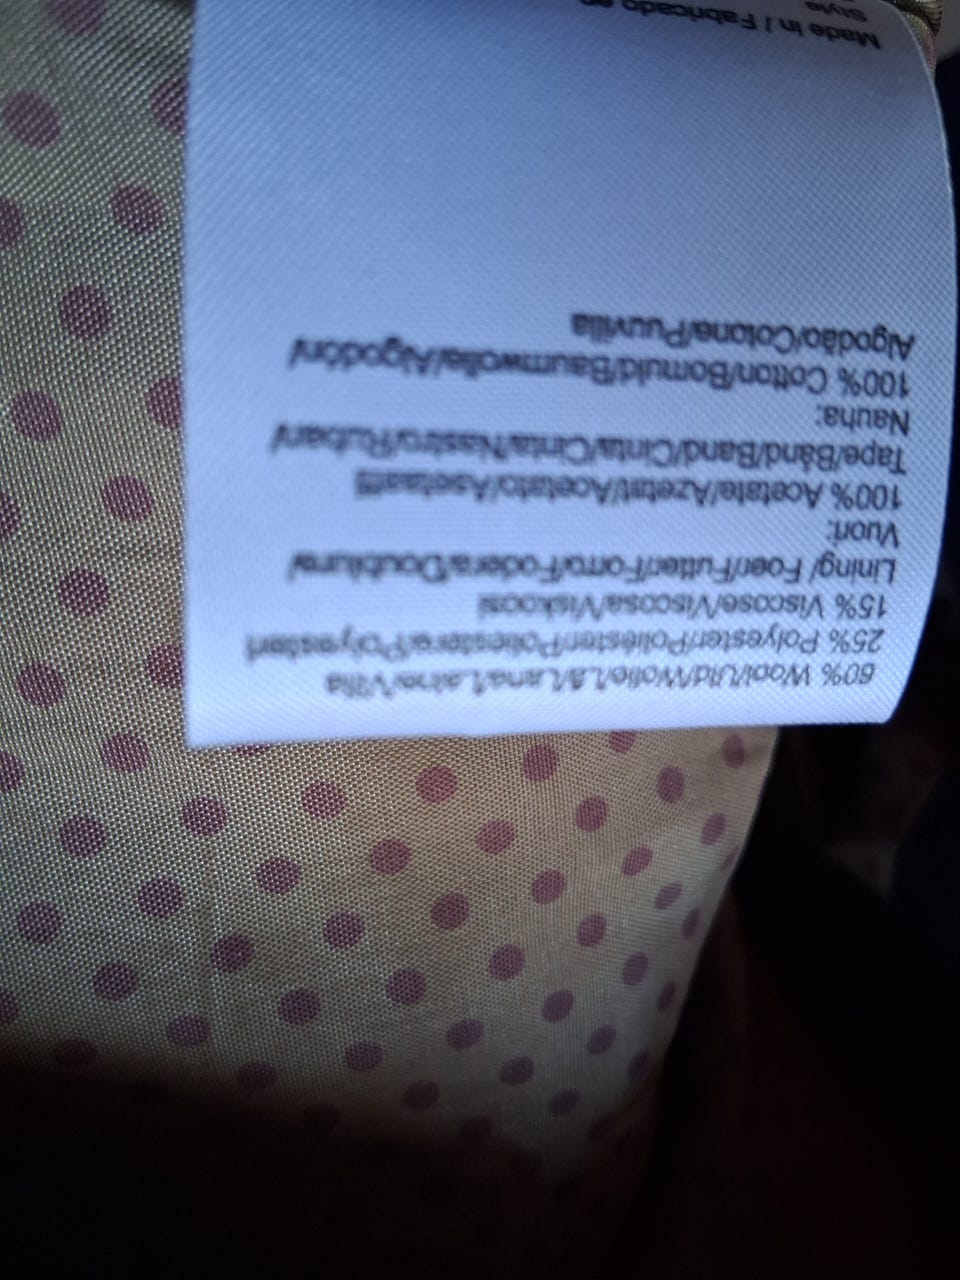 60% Wool/Uld/Wolle/Lã/Lana/Laine/Villa
25% Polyester/Poliéster/Poliestere/Polyesteri
15% Viscose/Viscosa/Viskoosi
Lining/ Foer/Futter/Forro/Fodera/Doublure/
Vuori:
100% Acetate/Azetat/Acetato/Asetaatti
Tape/Bånd/Band/Cinta/Cinta/Nastro/Ruban/
Nauha:
100% Cotton/Bomuld/Baumwolle/Algodón/
Algodão/Cotone/Puuvilla
Made in / Fabricado en
Style